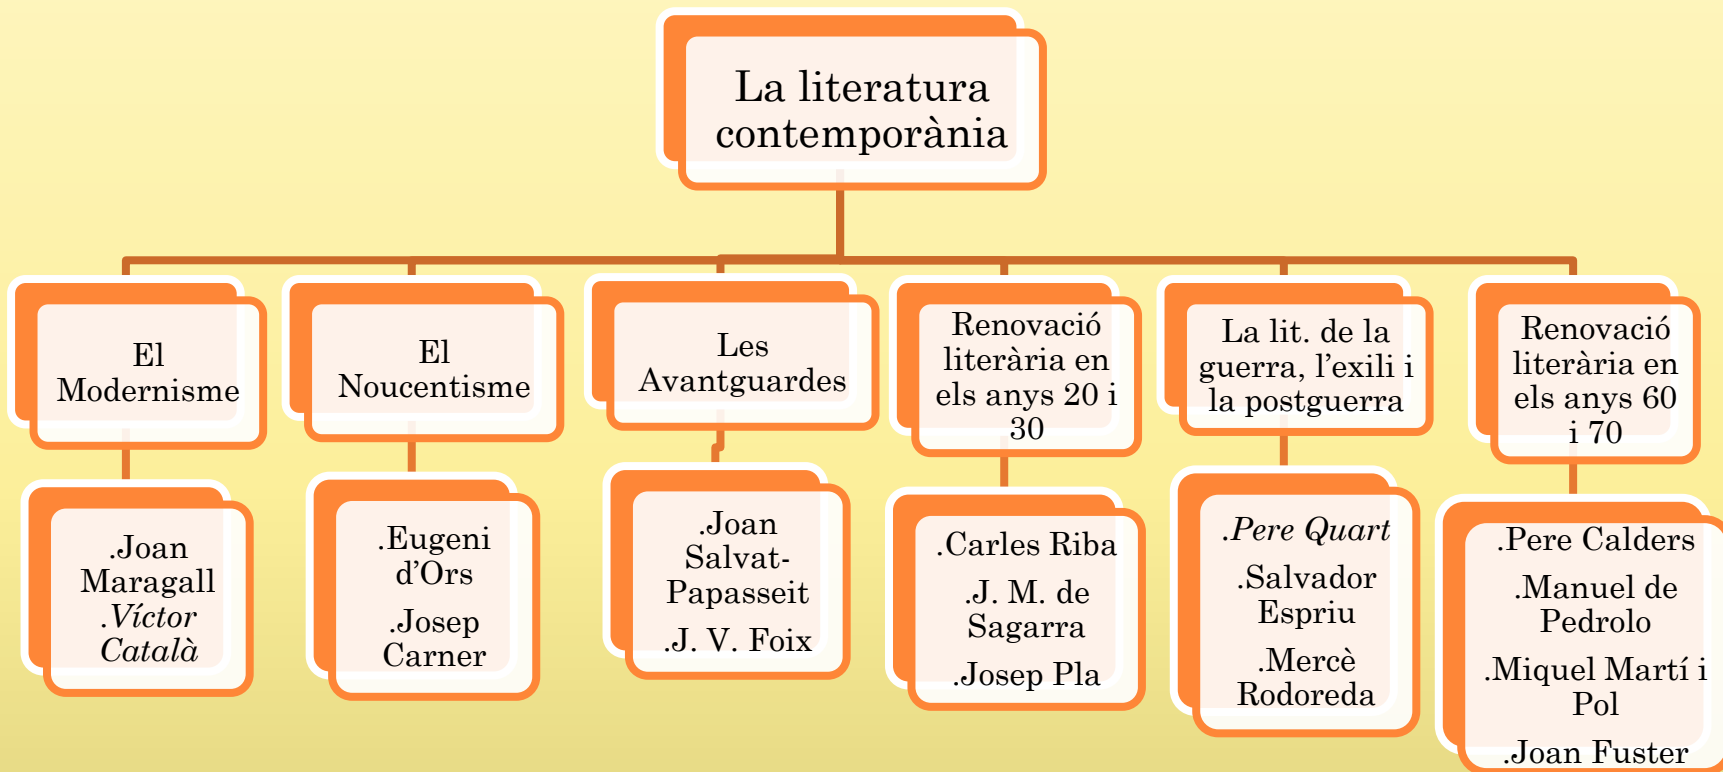 La literatura
contemporània
El
Modernisme
El
Noucentisme
Les
Avantguardes
Renovació
literària en
els anys 20 i
30
La lit. de la
guerra, l’exili i
la postguerra
Renovació
literària en
els anys 60
i 70
.Joan
Maragall
.Víctor
Català
.Eugeni
d’Ors
.Josep
Carner
.Joan
Salvat-
Papasseit
.J. V. Foix
.Carles Riba
.J. M. de
Sagarra
.Josep Pla
.Pere Quart
.Salvador
Espriu
.Mercè
Rodoreda
.Pere Calders
.Manuel de
Pedrolo
.Miquel Martí i
Pol
.Joan Fuster